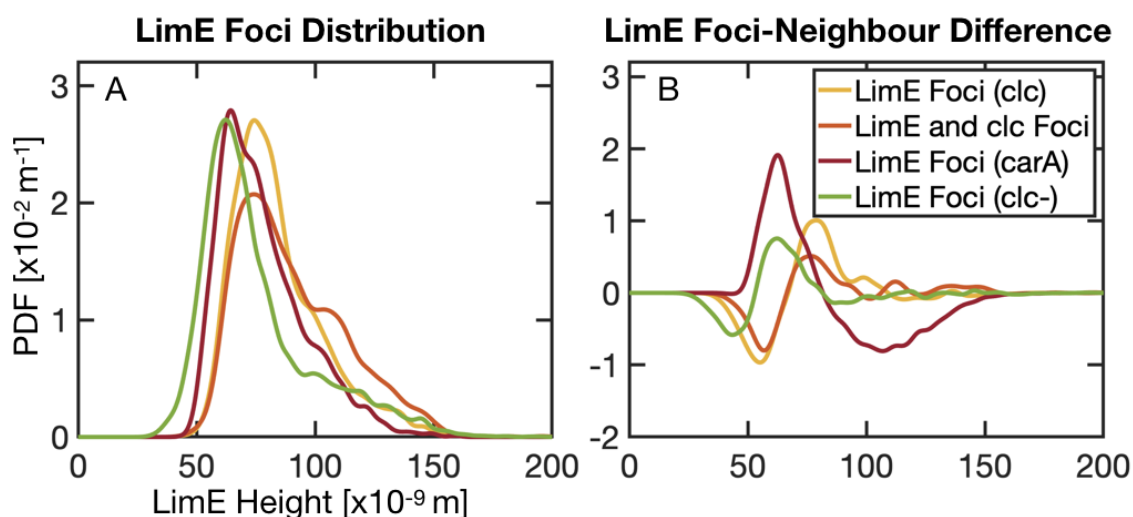 LimE Foci Distribution
LimE Foci-Neighbour Difference
A
3
2
1
0
0 50 100 150 200
PDF [x10-2 m-1]
LimE Height [x10-9 m]
B
LimE Foci (clc)
LimE and clc Foci
LimE Foci (carA)
LimE Foci (clc-)
3
2
1
0
-1
-2
0 50 100 150 200